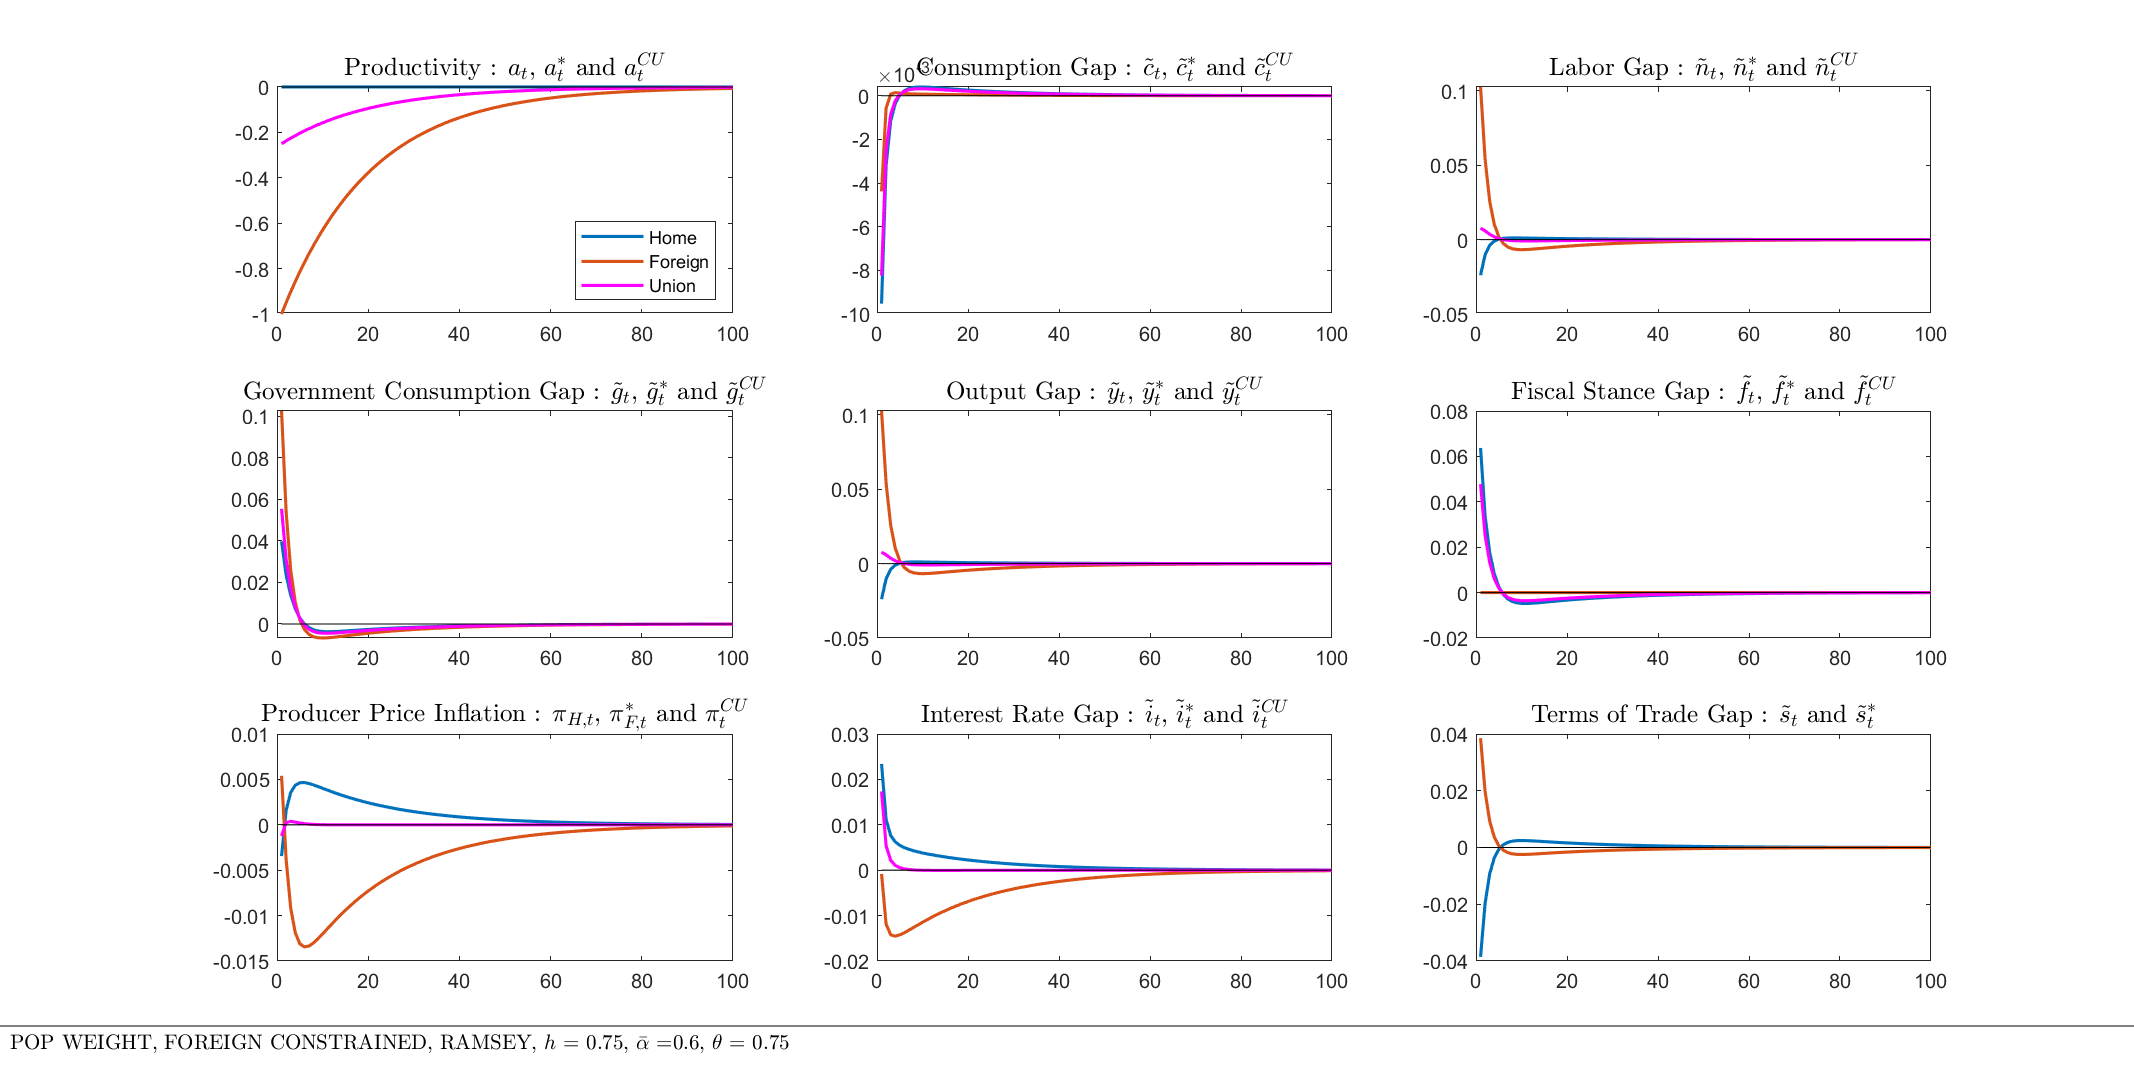 Productivity : a_t, a_t^* and a_t^{CU}
0
-0.2
-0.4
-0.6
-0.8
-1
0 20 40 60 80 100
Home
Foreign
Union
Consumption Gap : c̃_t, c̃_t^* and c̃_t^{CU}
×10
0
-2
-4
-6
-8
-10
0 20 40 60 80 100
Labor Gap : ñ_t, ñ_t^* and ñ_t^{CU}
0.1
0.05
0
-0.05
0 20 40 60 80 100
Government Consumption Gap : g̃_t, g̃_t^* and g̃_t^{CU}
0.1
0.08
0.06
0.04
0.02
0
0 20 40 60 80 100
Output Gap : ỹ_t, ỹ_t^* and ỹ_t^{CU}
0.1
0.05
0
-0.05
0 20 40 60 80 100
Fiscal Stance Gap : f̃_t, f̃_t^* and f̃_t^{CU}
0.08
0.06
0.04
0.02
0
-0.02
0 20 40 60 80 100
Producer Price Inflation : π_{H,t}, π_{F,t}^* and π_t^{CU}
0.01
0.005
0
-0.005
-0.01
-0.015
0 20 40 60 80 100
Interest Rate Gap : ĩ_t, ĩ_t^* and ĩ_t^{CU}
0.03
0.02
0.01
0
-0.01
-0.02
0 20 40 60 80 100
Terms of Trade Gap : s̃_t and s̃_t^*
0.04
0.02
0
-0.02
-0.04
0 20 40 60 80 100
POP WEIGHT, FOREIGN CONSTRAINED, RAMSEY, h = 0.75, ᾱ =0.6, θ = 0.75